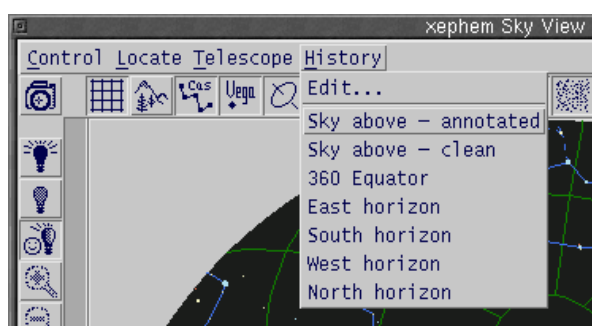 xephem Sky View
Control Locate Telescope History
Cas
Vega
Edit...
Sky above — annotated
Sky above — clean
360 Equator
East horizon
South horizon
West horizon
North horizon